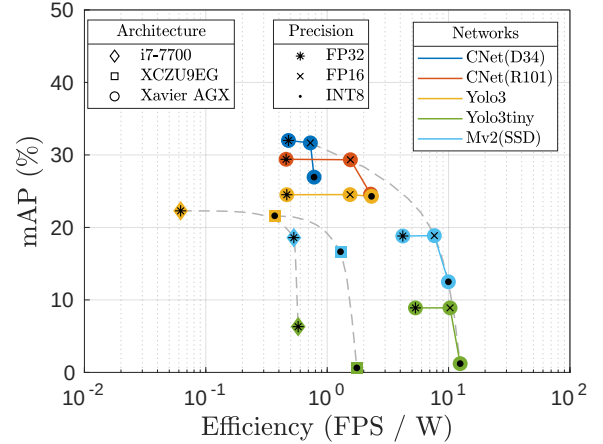 50
40
30
20
10
0
mAP (%)
Architecture
i7-7700
XCZU9EG
Xavier AGX
Precision
FP32
FP16
INT8
Networks
CNet(D34)
CNet(R101)
Yolo3
Yolo3tiny
Mv2(SSD)
10^-2 10^-1 10^0 10^1 10^2
Efficiency (FPS / W)